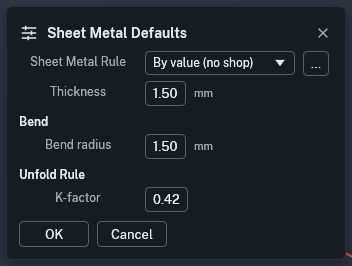 Sheet Metal Defaults
Sheet Metal Rule By value (no shop) ...
Thickness 1.50 mm
Bend
Bend radius 1.50 mm
Unfold Rule
K-factor 0.42
OK Cancel